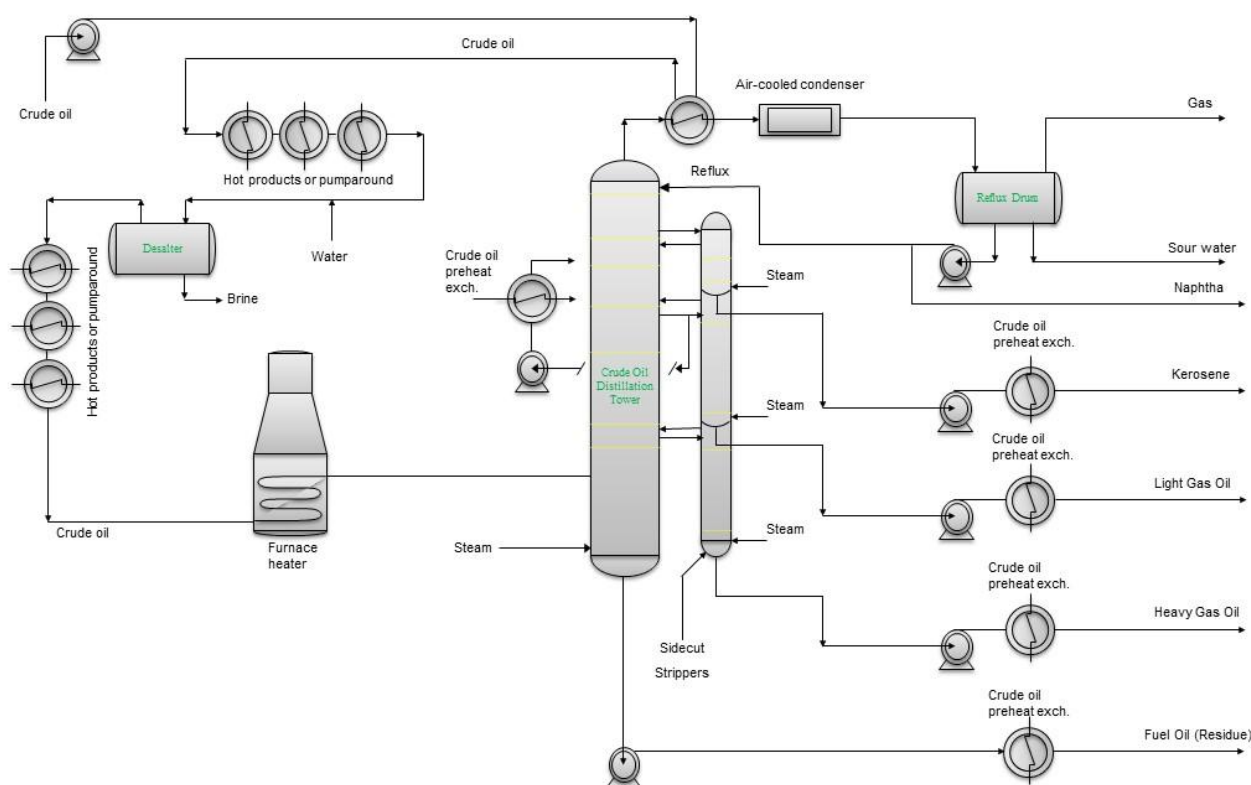 Crude oil
Air-cooled condenser
Gas
Crude oil
Hot products or pumparound
Reflux
Reflux Drum
Desalter
Water
Crude oil
preheat
exch.
Steam
Sour water
Naphtha
Brine
Hot products or pumparound
Crude oil
preheat exch.
Kerosene
Crude Oil
Distillation
Tower
Steam
Crude oil
preheat exch.
Light Gas Oil
Crude oil
Furnace
heater
Steam
Steam
Crude oil
preheat exch.
Heavy Gas Oil
Sidecut
Strippers
Crude oil
preheat exch.
Fuel Oil (Residue)